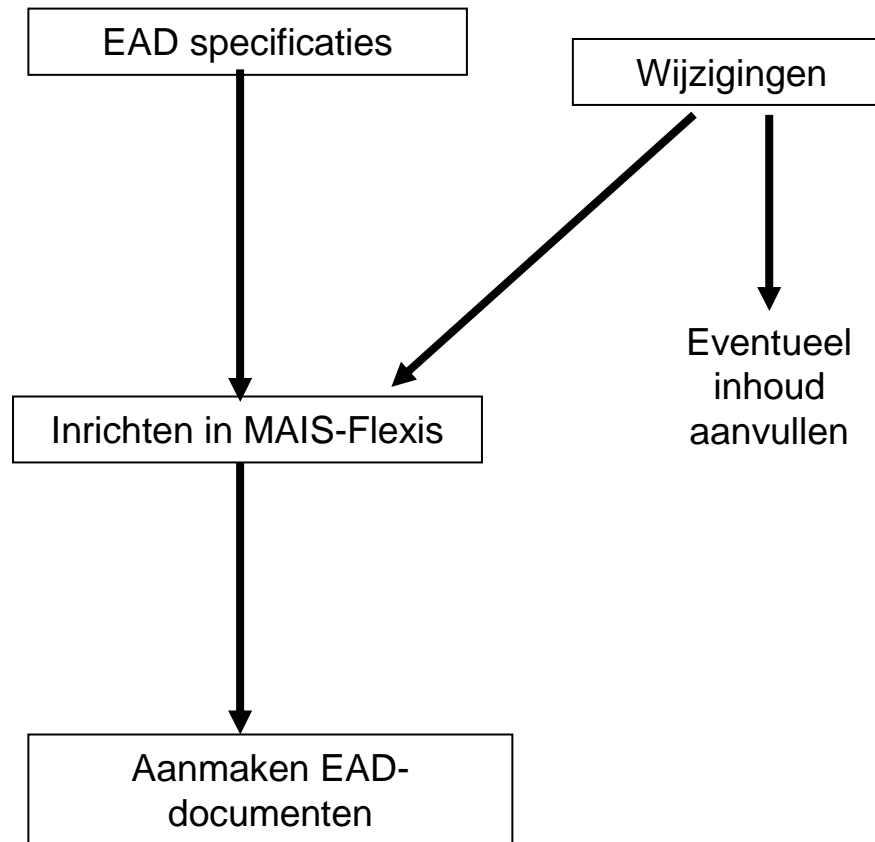 EAD specificaties
Wijzigingen
Eventueel
inhoud
aanvullen
Inrichten in MAIS-Flexis
Aanmaken EAD-
documenten